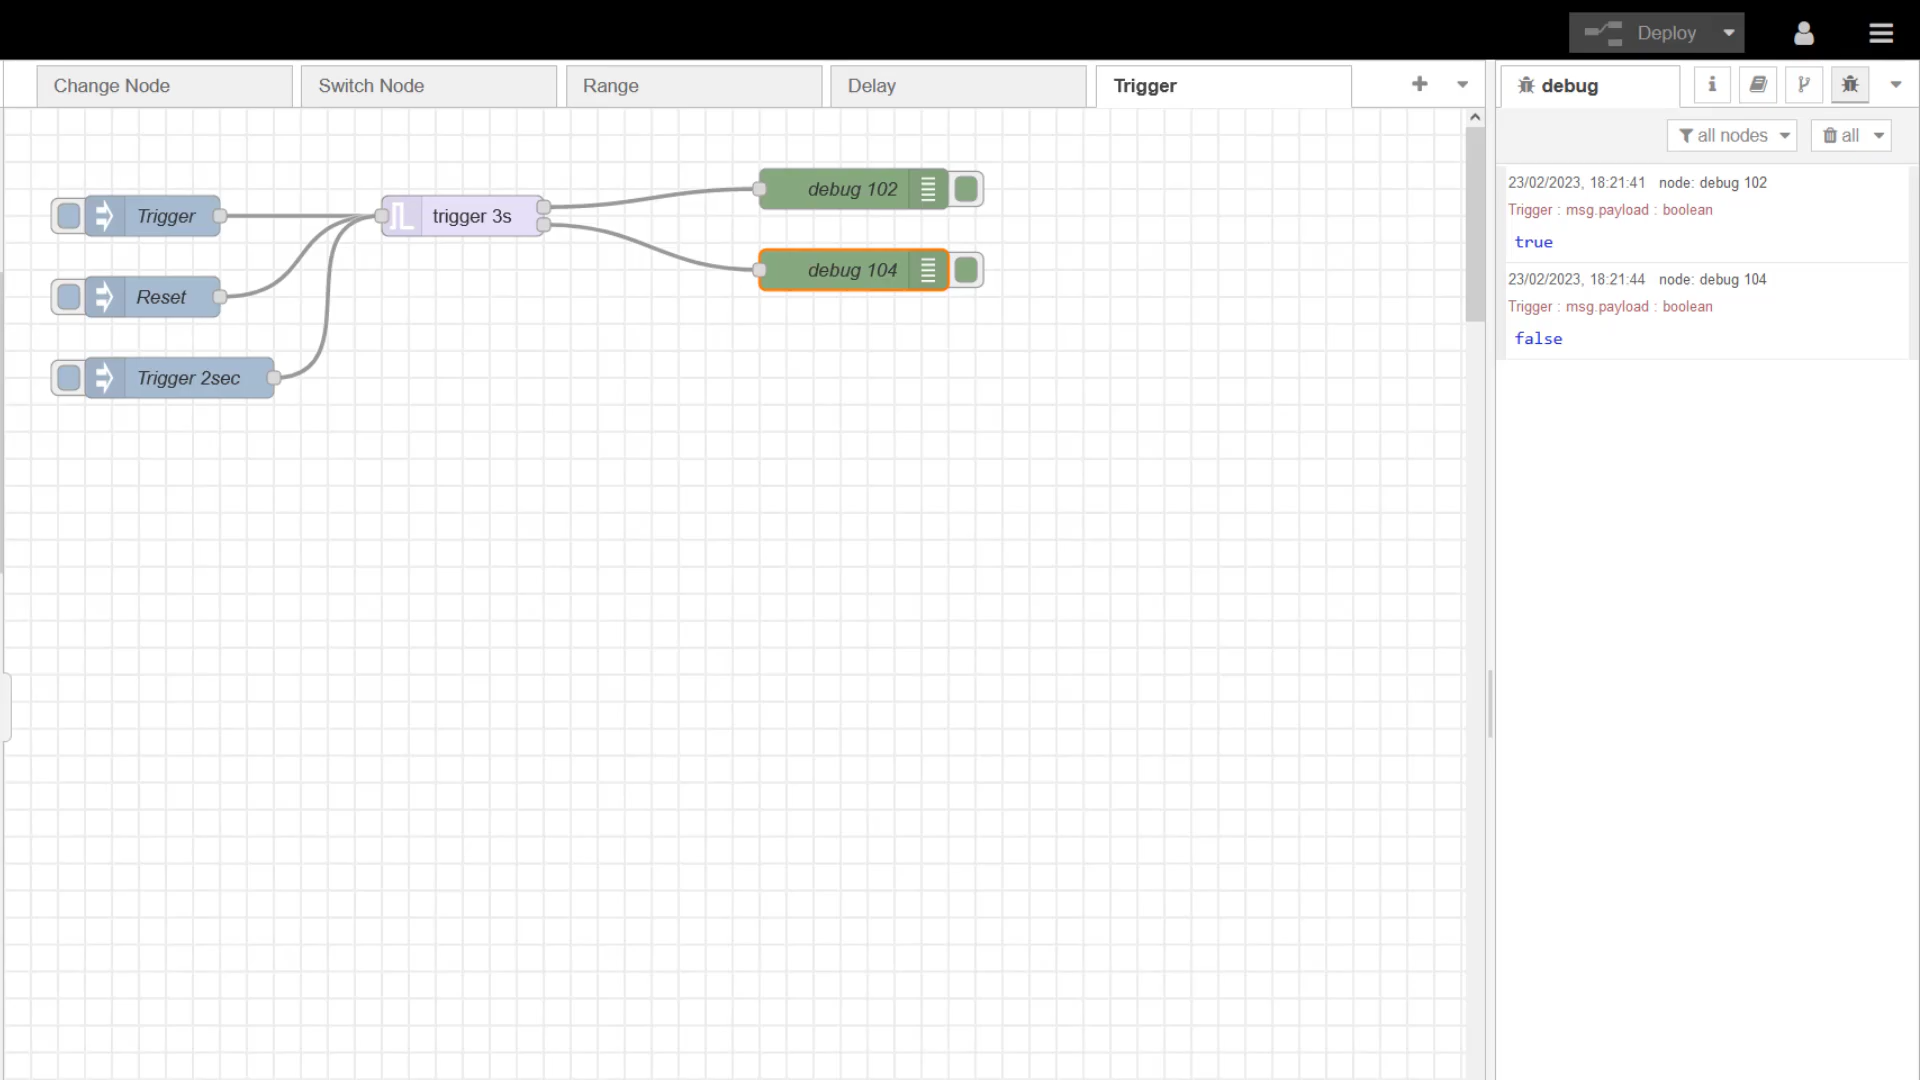 Deploy
Change Node
Switch Node
Range
Delay
Trigger
debug
all nodes
all
Trigger
trigger 3s
debug 102
Reset
debug 104
Trigger 2sec
23/02/2023, 18:21:41 node: debug 102
Trigger : msg.payload : boolean
true
23/02/2023, 18:21:44 node: debug 104
Trigger : msg.payload : boolean
false